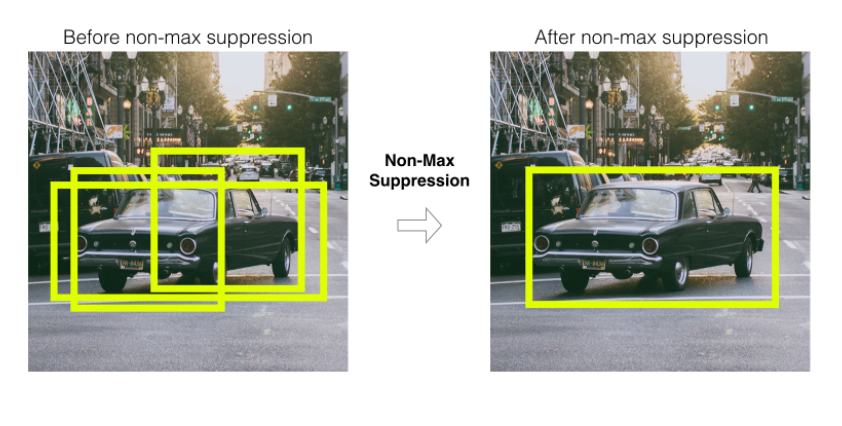 Before non-max suppression
After non-max suppression
Non-Max
Suppression